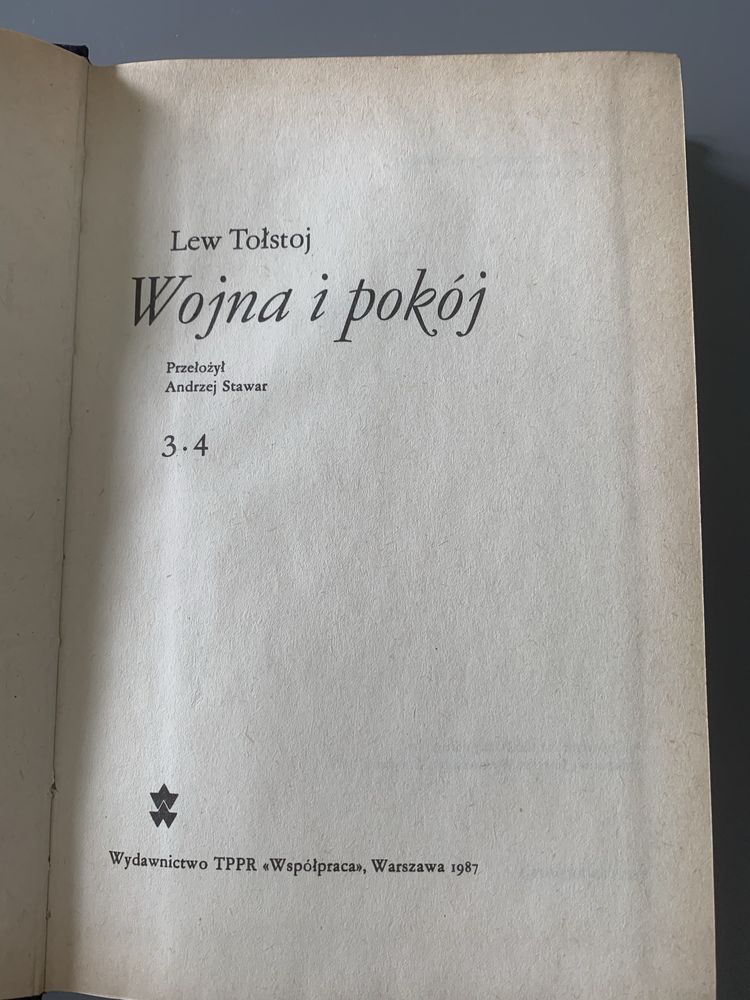 Lew Tołstoj
Wojna i pokój
Przełożył
Andrzej Stawar
3·4
Wydawnictwo TPPR «Współpraca», Warszawa 1987